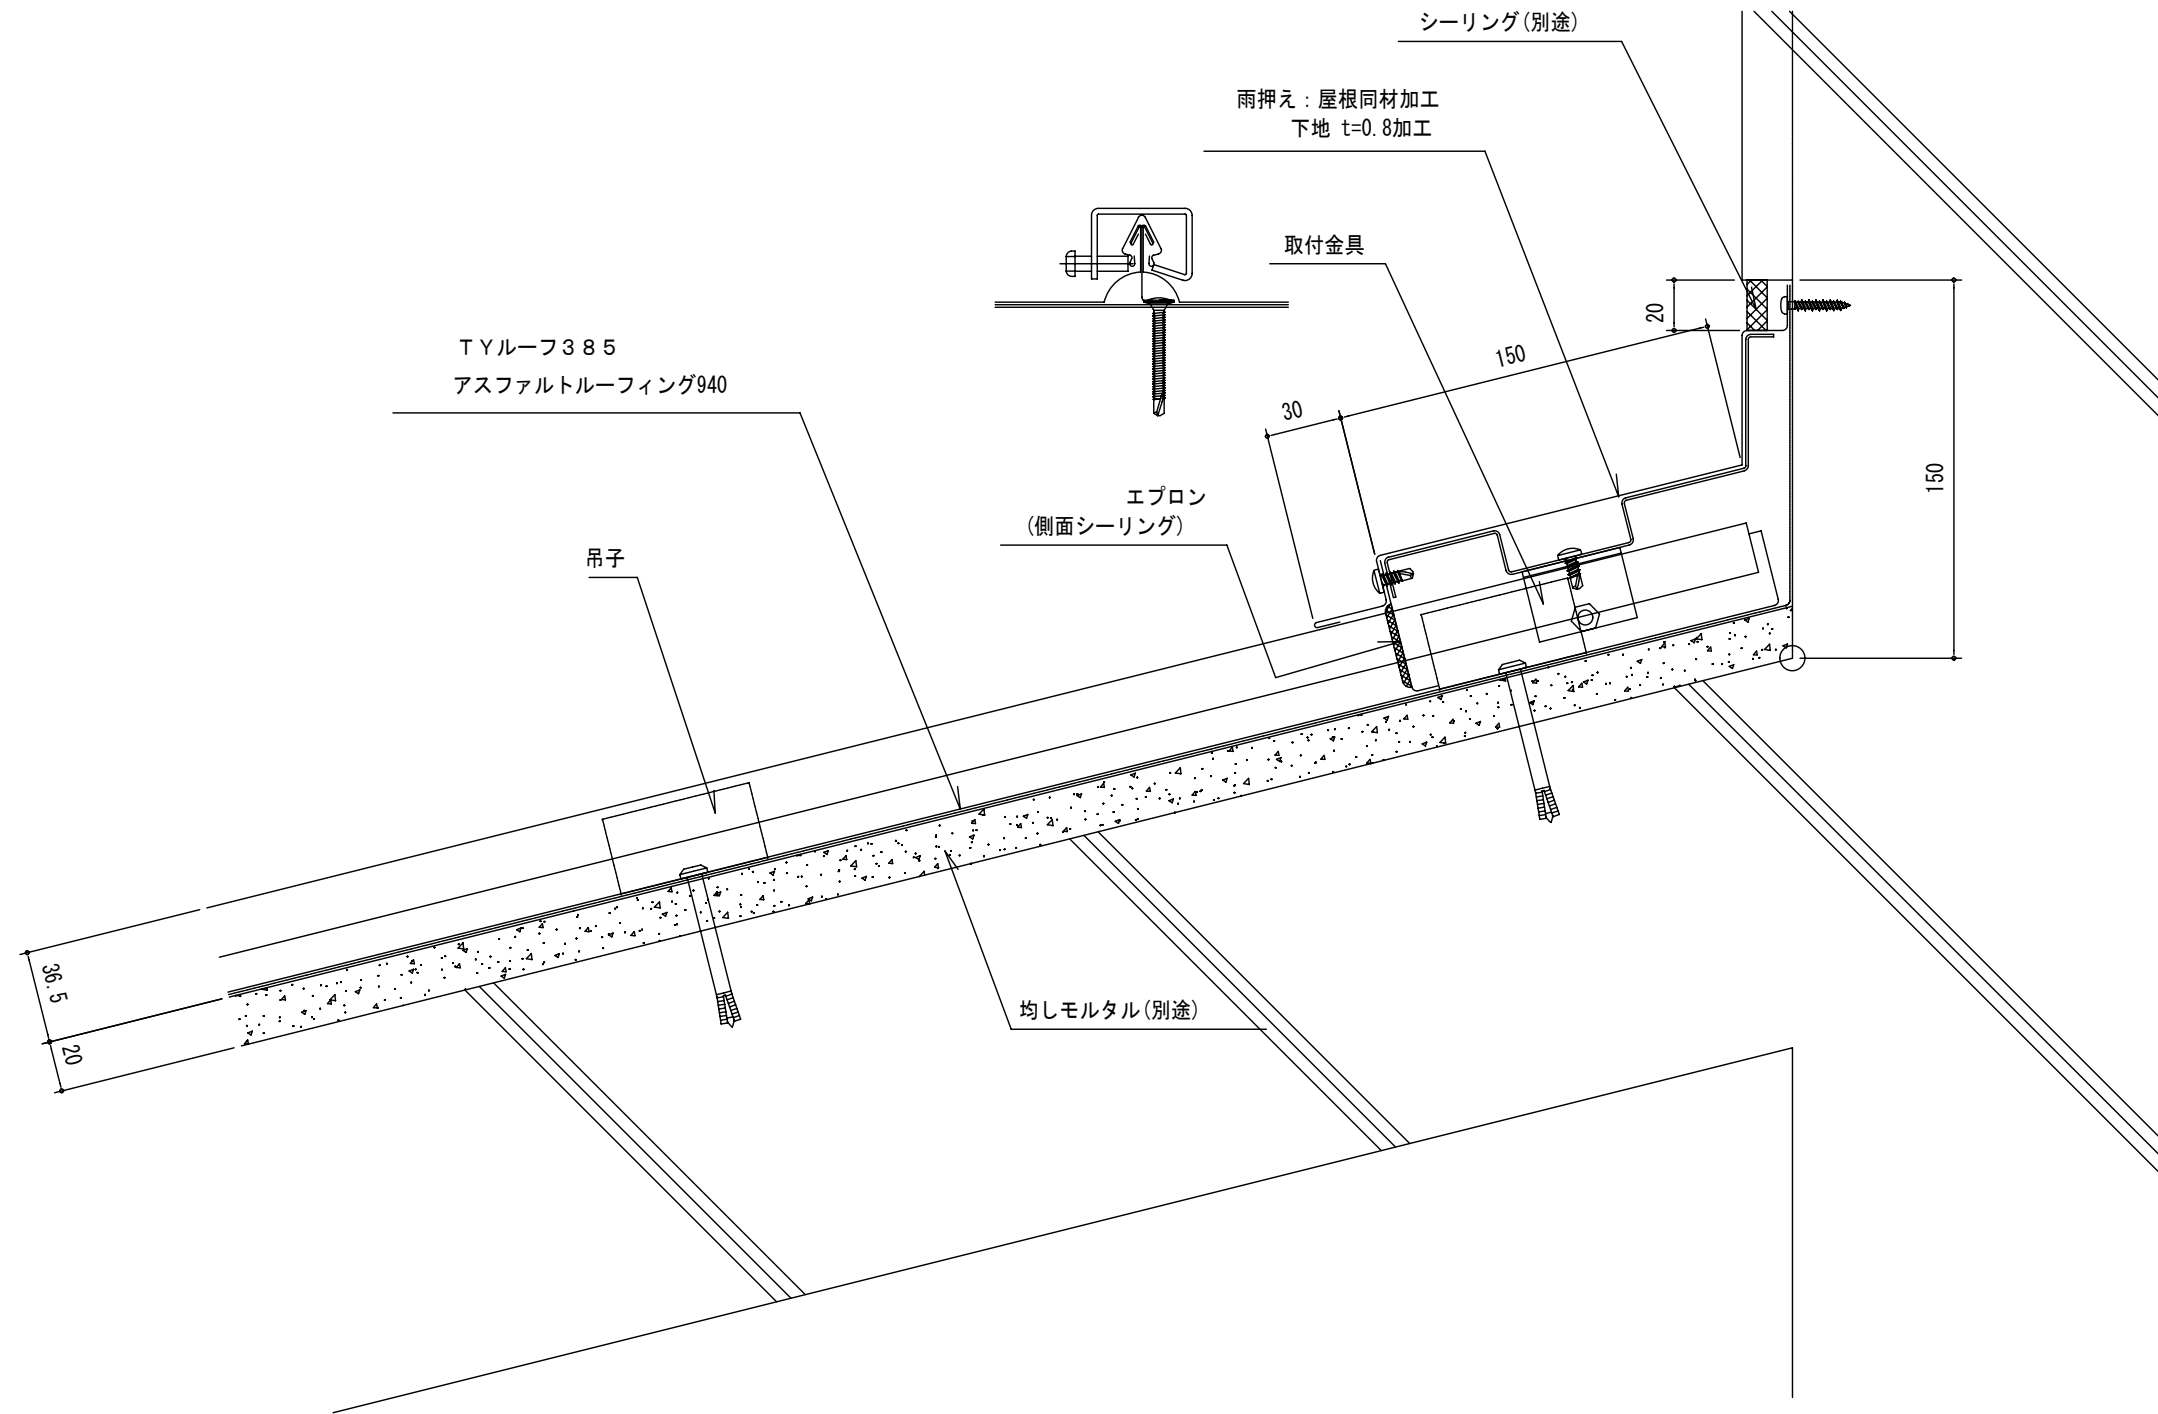 シーリング(別途)
雨押え：屋根同材加工
下地 t=0.8加工
取付金具
20
150
30
150
TYルーフ385
アスファルトルーフィング940
エプロン
(側面シーリング)
吊子
36.5
20
均しモルタル(別途)